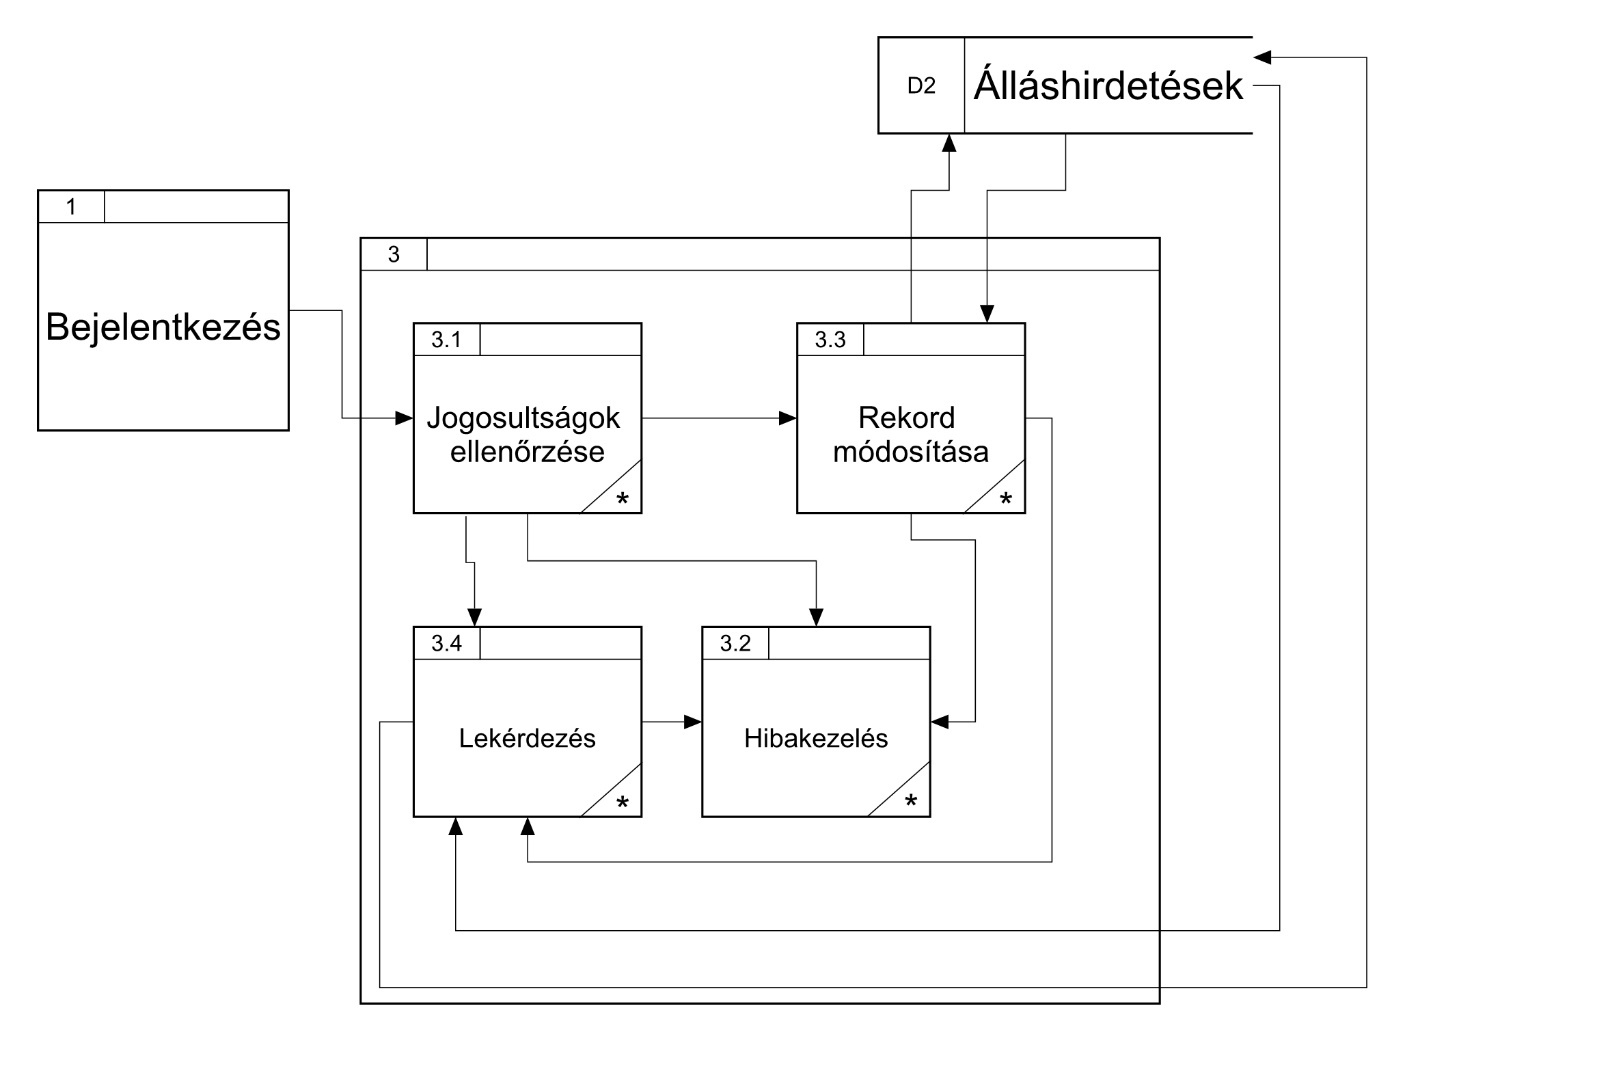 D2
Álláshirdetések
1
Bejelentkezés
3
3.1
Jogosultságok
ellenőrzése
*
3.3
Rekord
módosítása
*
3.4
Lekérdezés
*
3.2
Hibakezelés
*